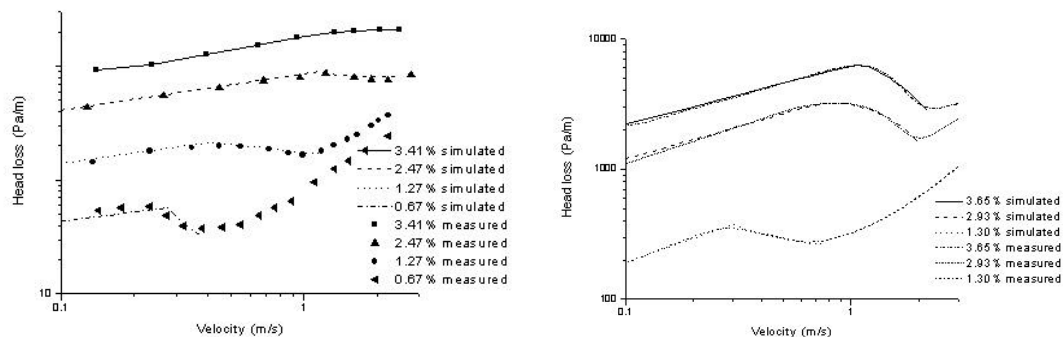 Head loss (Pa/m)
3.41% simulated
2.47% simulated
1.27% simulated
0.67% simulated
3.41% measured
2.47% measured
1.27% measured
0.67% measured
10
0.1
1
Velocity (m/s)
10000
1000
100
Head loss (Pa/m)
3.65% simulated
2.93% simulated
1.30% simulated
3.65% measured
2.93% measured
1.30% measured
0.1
1
Velocity (m/s)